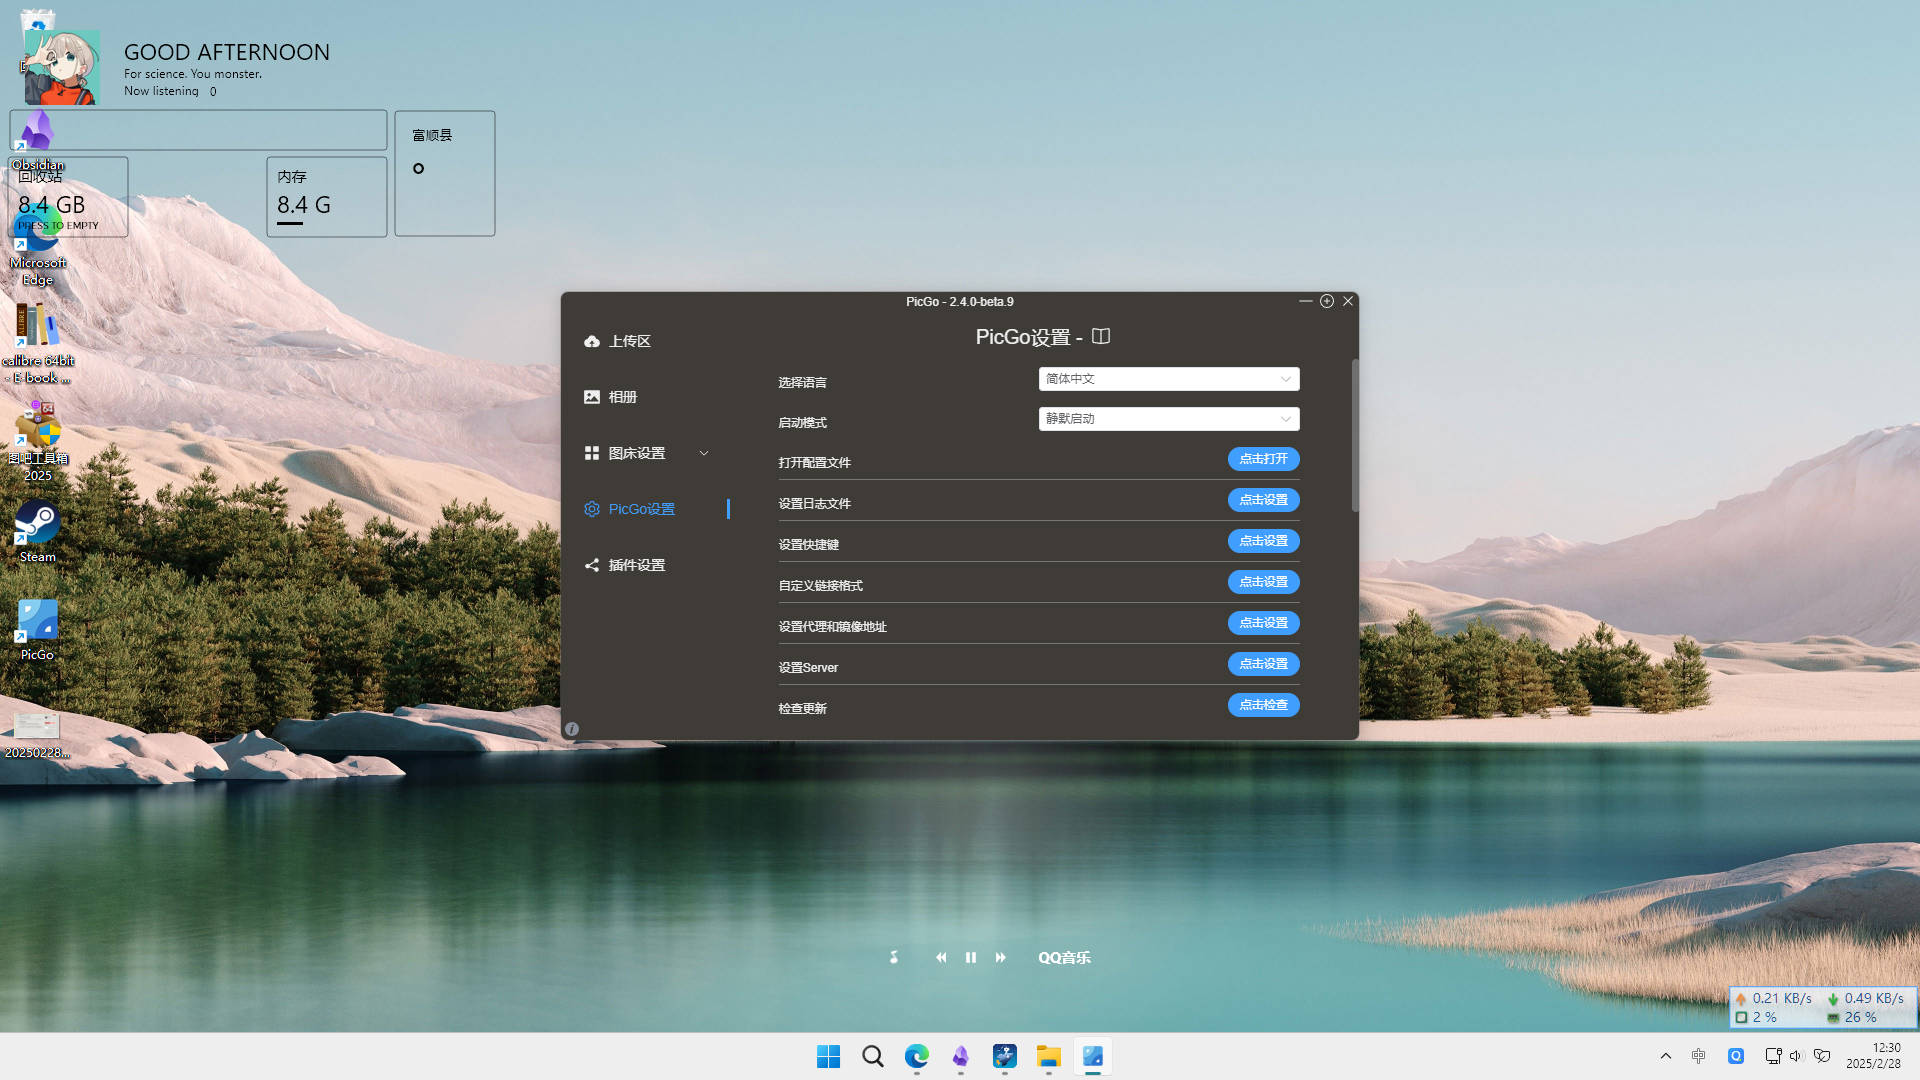 GOOD AFTERNOON
For science. You monster.
Now listening 0
富顺县
Obsidian
回收站
8.4 GB
PRESS TO EMPTY
内存
8.4 G
Microsoft
Edge
calibre 64bit
- E-book ...
图吧工具箱
2025
Steam
PicGo
20250228...
PicGo - 2.4.0-beta.9
上传区
相册
图床设置
PicGo设置
插件设置
PicGo设置 -
选择语言
简体中文
启动模式
静默启动
打开配置文件
点击打开
设置日志文件
点击设置
设置快捷键
点击设置
自定义链接格式
点击设置
设置代理和镜像地址
点击设置
设置Server
点击设置
检查更新
点击检查
QQ音乐
0.21 KB/s
0.49 KB/s
2 %
26 %
中
12:30
2025/2/28